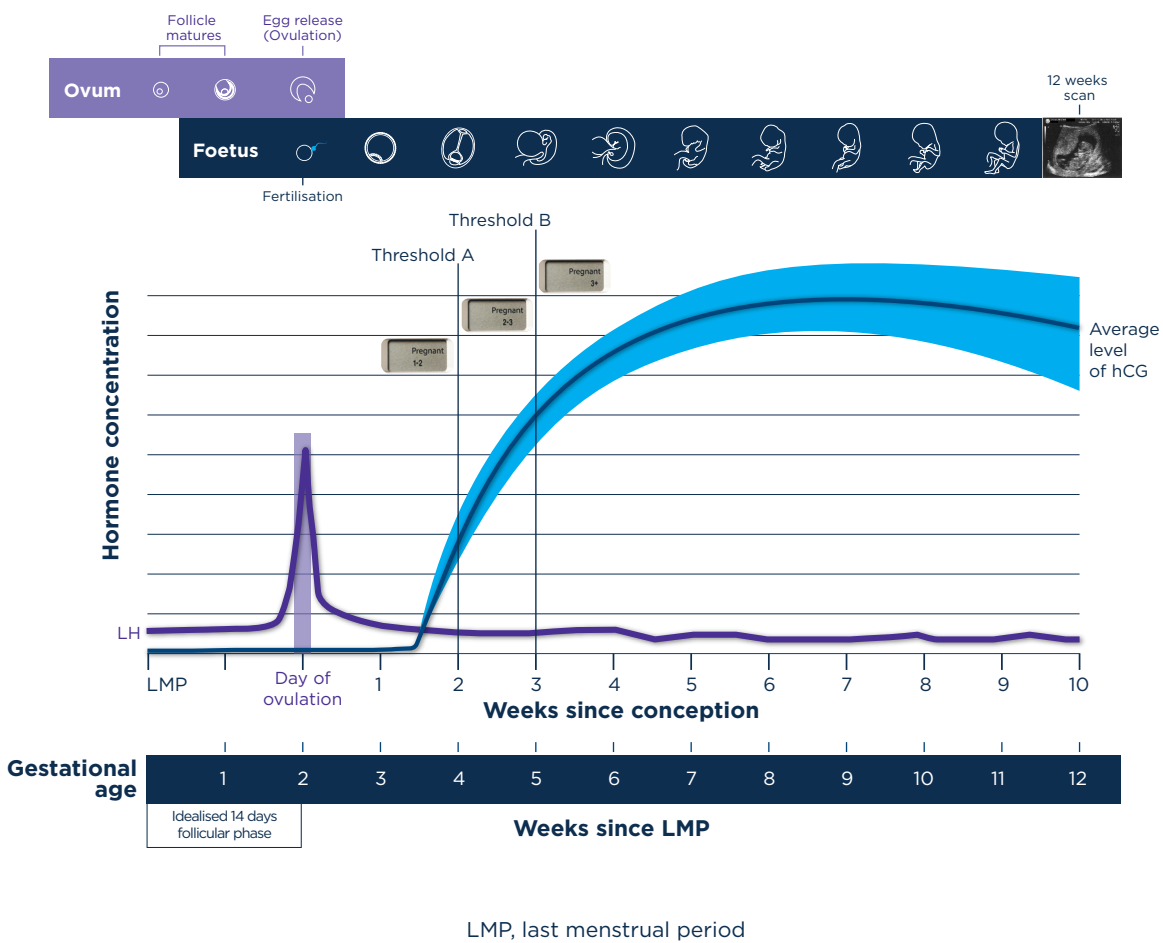 Follicle
matures
Egg release
(Ovulation)
Ovum
12 weeks
scan
Foetus
Fertilisation
Threshold B
Threshold A
Pregnant
3+
Pregnant
2-3
Pregnant
1-2
Hormone concentration
Average
level
of hCG
LH
LMP
Day of
ovulation
1 2 3 4 5 6 7 8 9 10
Weeks since conception
Gestational
age
1 2 3 4 5 6 7 8 9 10 11 12
Idealised 14 days
follicular phase
Weeks since LMP
LMP, last menstrual period